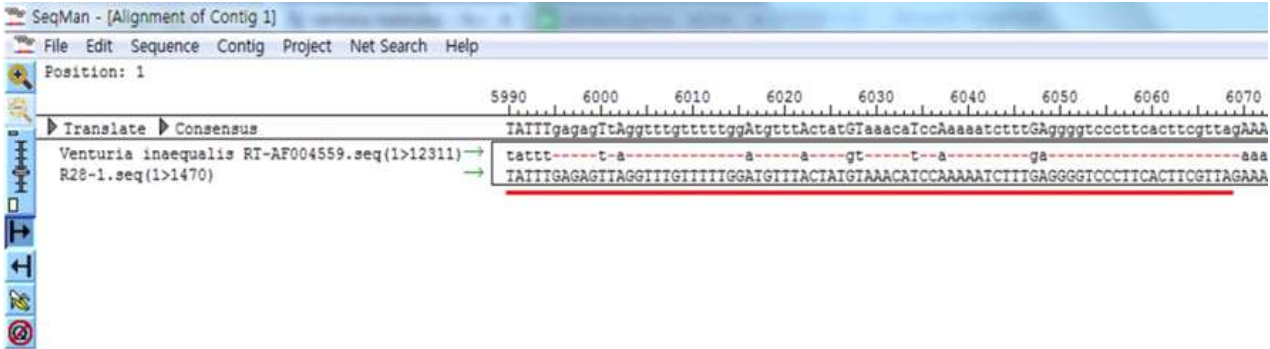 SeqMan - [Alignment of Contig 1]
File Edit Sequence Contig Project Net Search Help
Position: 1
5990 6000 6010 6020 6030 6040 6050 6060 6070
Translate Consensus TATTTgagagTtAggtttgtttttggAtgtttActatGTaaacaTccAaaaatctttGAggggtcccttcacttcgttagAAA
Venturia inaequalis RT-AF004559.seq(1>12311)→ tattt-----t-a-------------a-----a----gt-----t--a---------ga---------------------aaa
R28-1.seq(1>1470) → TATTTGAGAGTTAGGTTTGTTTTTGGATGTTTACTATGTAAACATCCAAAAATCTTTGAGGGGTCCCTTCACTTCGTTAGAAA